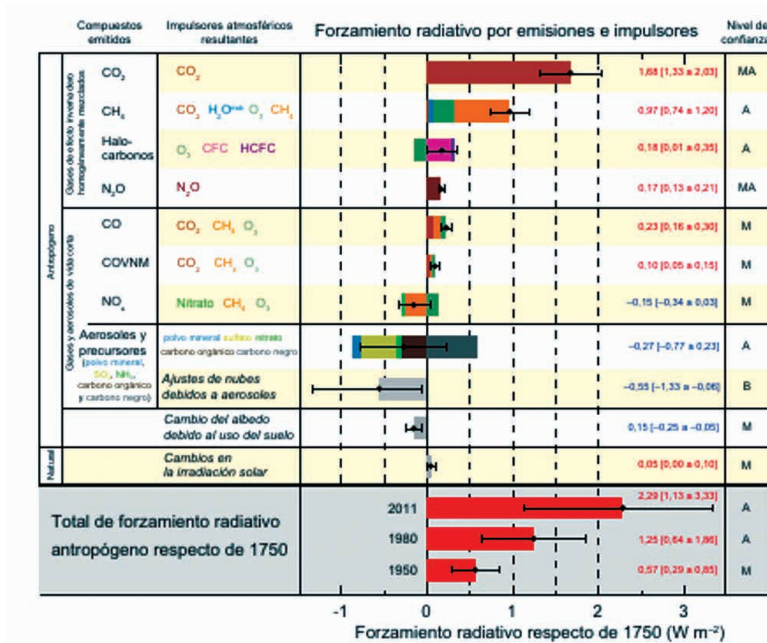 Compuestos emitidos
Impulsores atmosféricos resultantes
Forzamiento radiativo por emisiones e impulsores
Nivel de confianza
Antropógeno
Gases de efecto invernadero homogéneamente mezclados
CO₂
CO₂
1,68 [1,33 a 2,03]
MA
CH₄
CO₂ H₂Oestrat O₃ CH₄
0,97 [0,74 a 1,20]
A
Halo-
carbonos
O₃ CFC HCFC
0,18 [0,01 a 0,35]
A
N₂O
N₂O
0,17 [0,13 a 0,21]
MA
Gases y aerosoles de vida corta
CO
CO₂ CH₄ O₃
0,23 [0,16 a 0,30]
M
COVNM
CO₂ CH₄ O₃
0,10 [0,05 a 0,15]
M
NOₓ
Nitrato CH₄ O₃
−0,15 [−0,34 a 0,03]
M
Aerosoles y
precursores
(polvo mineral,
SO₂, NH₃,
carbono orgánico
y carbono negro)
polvo mineral sulfato nitrato
carbono orgánico carbono negro
−0,27 [−0,77 a 0,23]
A
Ajustes de nubes
debidos a aerosoles
−0,55 [−1,33 a −0,06]
B
Cambio del albedo
debido al uso del suelo
0,15 [−0,25 a −0,05]
M
Natural
Cambios en
la irradiación solar
0,05 [0,00 a 0,10]
M
Total de forzamiento radiativo
antropógeno respecto de 1750
2011
2,29 [1,13 a 3,33]
A
1980
1,25 [0,64 a 1,86]
A
1950
0,57 [0,29 a 0,85]
M
-1 0 1 2 3
Forzamiento radiativo respecto de 1750 (W m⁻²)